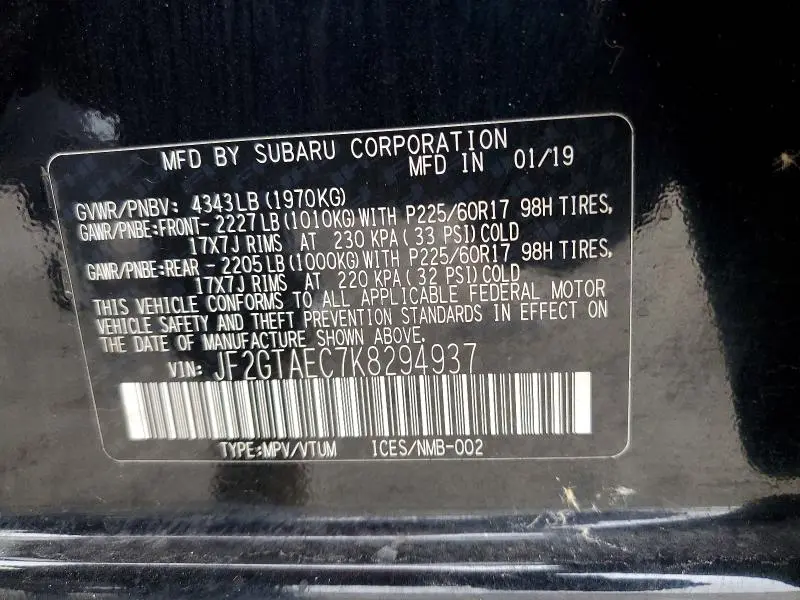 MFD BY SUBARU CORPORATION
MFD IN 01/19
GVWR/PNBV: 4343LB(1970KG)
GAWR/PNBE:FRONT-2227LB(1010KG)WITH P225/60R17 98H TIRES,
17X7J RIMS AT 230 KPA(33 PSI)COLD
GAWR/PNBE:REAR -2205LB(1000KG)WITH P225/60R17 98H TIRES,
17X7J RIMS AT 220 KPA(32 PSI)COLD
THIS VEHICLE CONFORMS TO ALL APPLICABLE FEDERAL MOTOR
VEHICLE SAFETY AND THEFT PREVENTION STANDARDS IN EFFECT ON
THE DATE OF MANUFACTURE SHOWN ABOVE.
VIN: JF2GTAEC7K8294937
TYPE:MPV/VTUM ICES/NMB-002